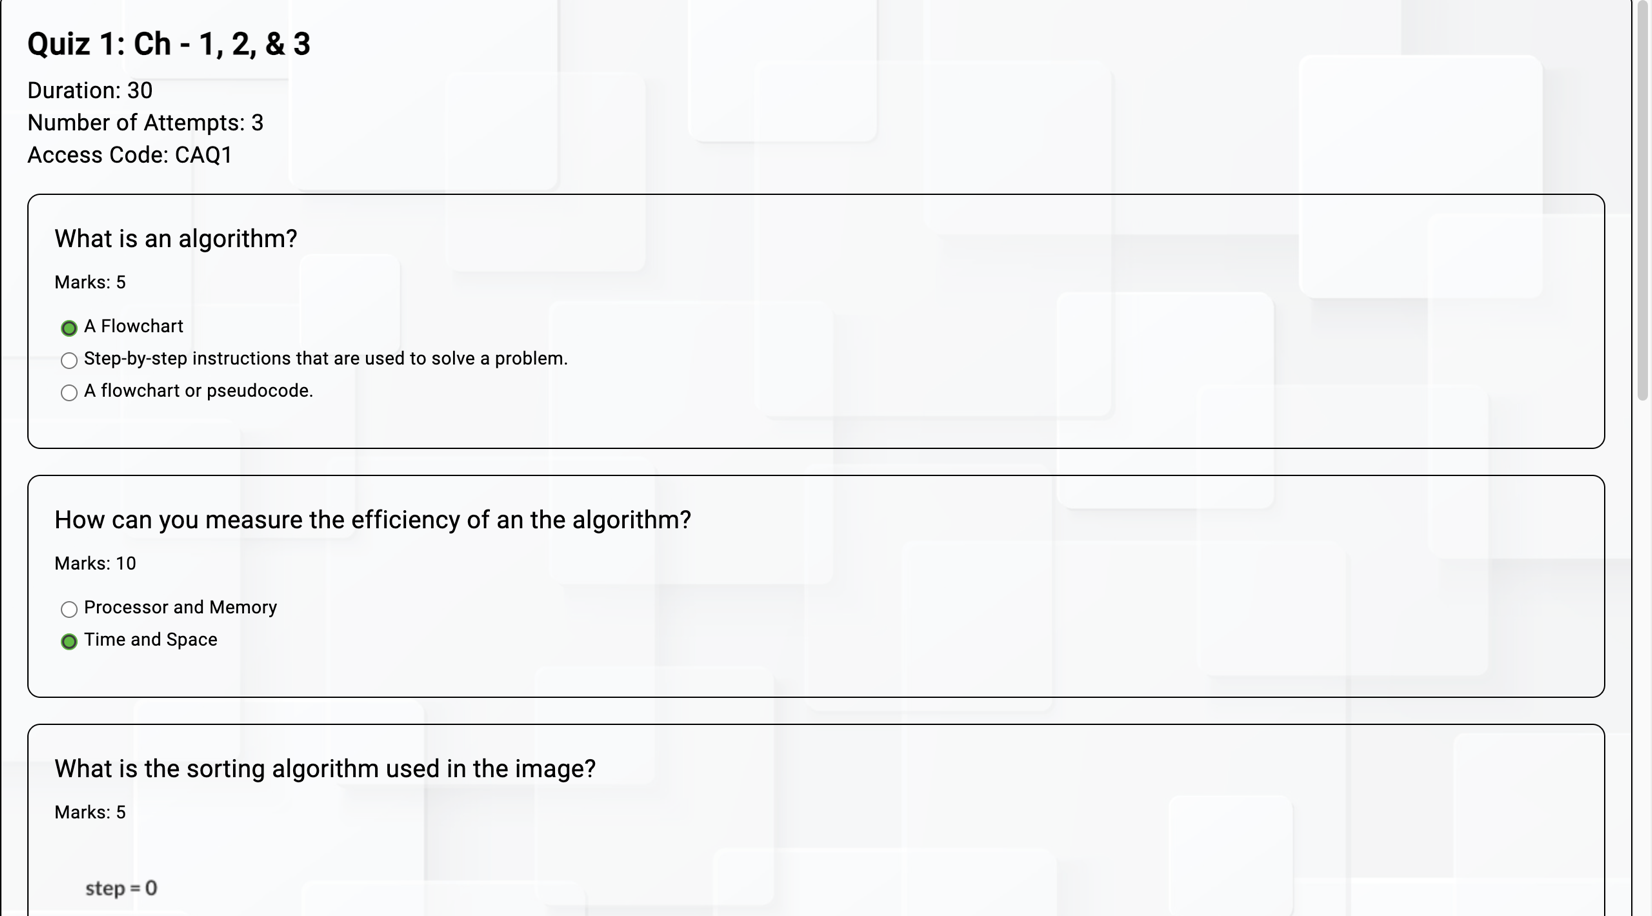 Quiz 1: Ch - 1, 2, & 3
Duration: 30
Number of Attempts: 3
Access Code: CAQ1
What is an algorithm?
Marks: 5
A Flowchart
Step-by-step instructions that are used to solve a problem.
A flowchart or pseudocode.
How can you measure the efficiency of an the algorithm?
Marks: 10
Processor and Memory
Time and Space
What is the sorting algorithm used in the image?
Marks: 5
step = 0